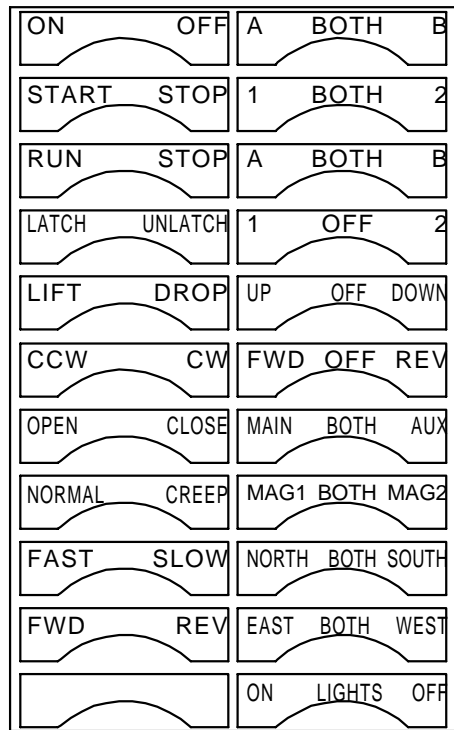 ON OFF A BOTH B
START STOP 1 BOTH 2
RUN STOP A BOTH B
LATCH UNLATCH 1 OFF 2
LIFT DROP UP OFF DOWN
CCW CW FWD OFF REV
OPEN CLOSE MAIN BOTH AUX
NORMAL CREEP MAG1 BOTH MAG2
FAST SLOW NORTH BOTH SOUTH
FWD REV EAST BOTH WEST
ON LIGHTS OFF